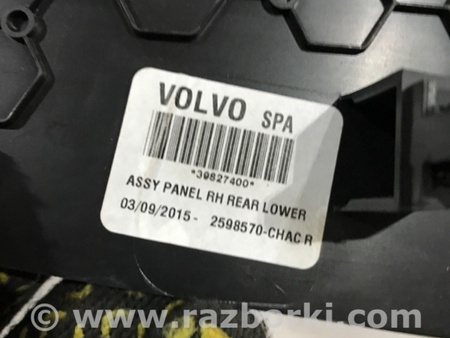 VOLVO SPA
*39827400*
ASSY PANEL RH REAR LOWER
03/09/2015- 2598570-CHAC R
© www.razborki.com